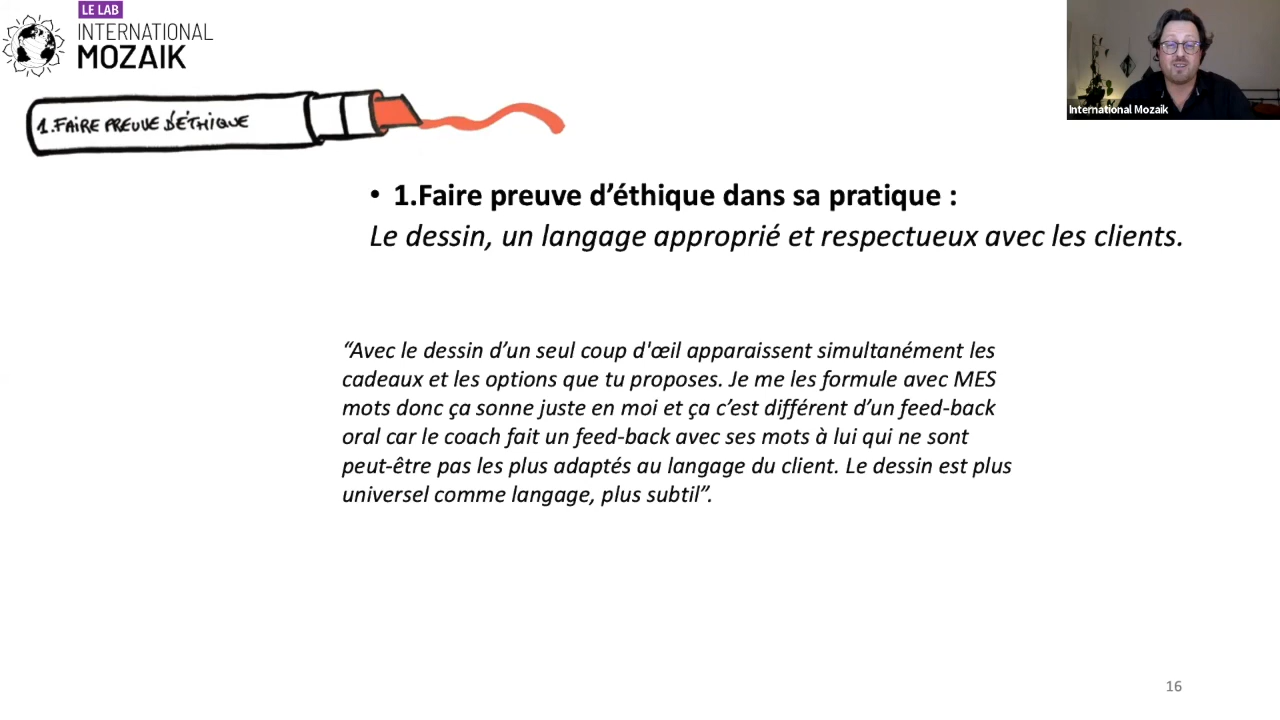 LE LAB
INTERNATIONAL
MOZAIK
1.FAIRE PREUVE D'ÉTHIQUE
International Mozaik
• 1.Faire preuve d’éthique dans sa pratique :
Le dessin, un langage approprié et respectueux avec les clients.
“Avec le dessin d’un seul coup d'œil apparaissent simultanément les
cadeaux et les options que tu proposes. Je me les formule avec MES
mots donc ça sonne juste en moi et ça c’est différent d’un feed-back
oral car le coach fait un feed-back avec ses mots à lui qui ne sont
peut-être pas les plus adaptés au langage du client. Le dessin est plus
universel comme langage, plus subtil”.
16